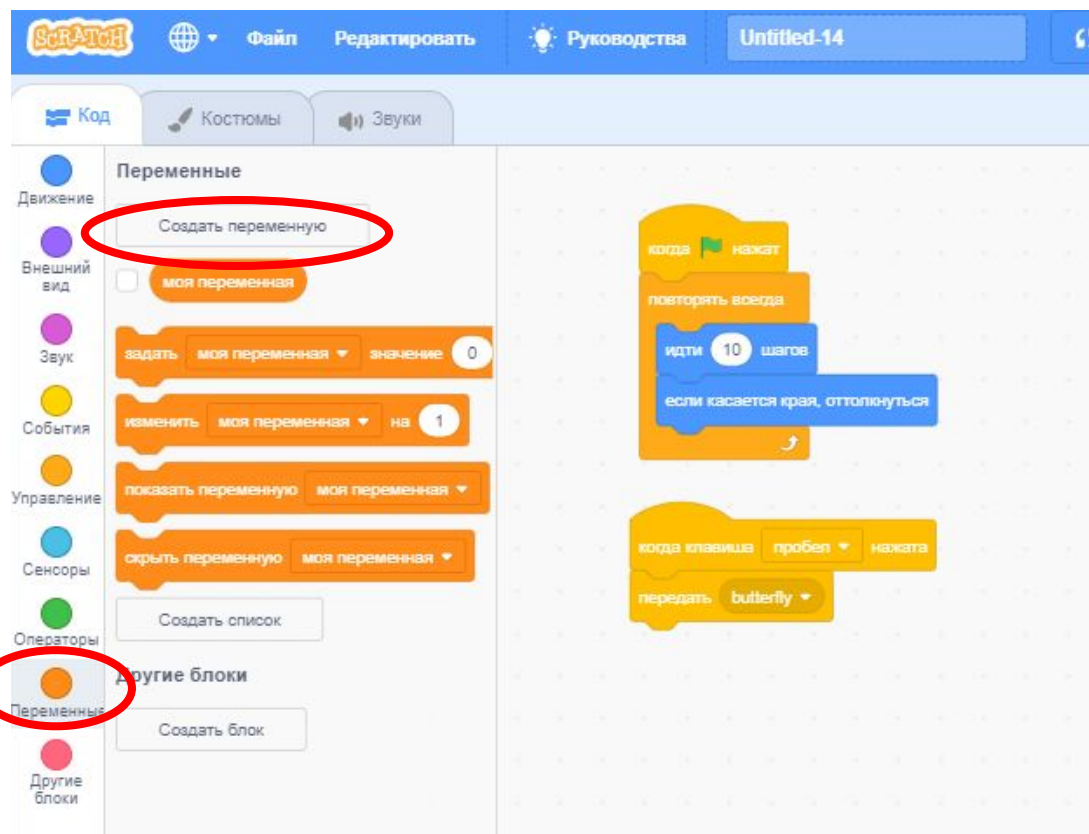 SCRATCH Файл Редактировать Руководства Untitled-14
Код Костюмы Звуки
Движение
Внешний
вид
Звук
События
Управление
Сенсоры
Операторы
Переменные
Другие
блоки
Переменные
Создать переменную
моя переменная
задать моя переменная значение 0
изменить моя переменная на 1
показать переменную моя переменная
скрыть переменную моя переменная
Создать список
Другие блоки
Создать блок
когда нажат
повторять всегда
идти 10 шагов
если касается края, оттолкнуться
когда клавиша пробел нажата
передать butterfly